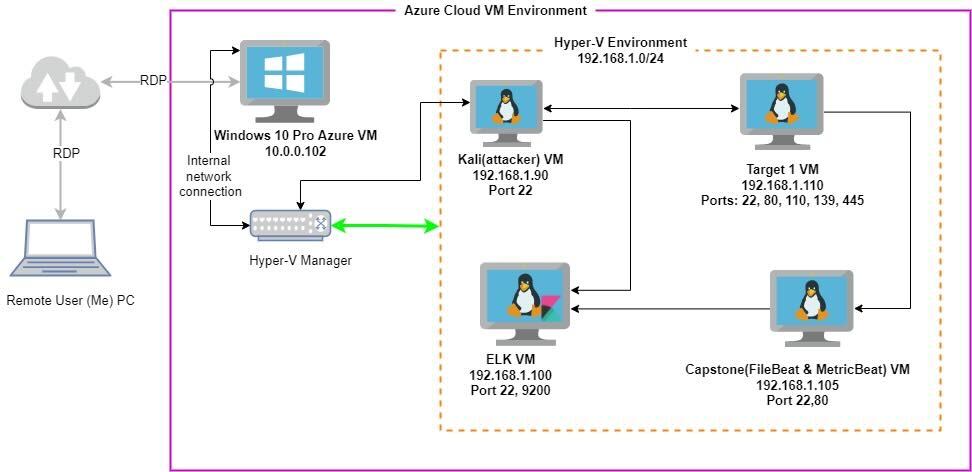 Azure Cloud VM Environment
Hyper-V Environment
192.168.1.0/24
RDP
RDP
Windows 10 Pro Azure VM
10.0.0.102
Internal
network
connection
Hyper-V Manager
Remote User (Me) PC
Kali(attacker) VM
192.168.1.90
Port 22
Target 1 VM
192.168.1.110
Ports: 22, 80, 110, 139, 445
ELK VM
192.168.1.100
Port 22, 9200
Capstone(FileBeat & MetricBeat) VM
192.168.1.105
Port 22,80